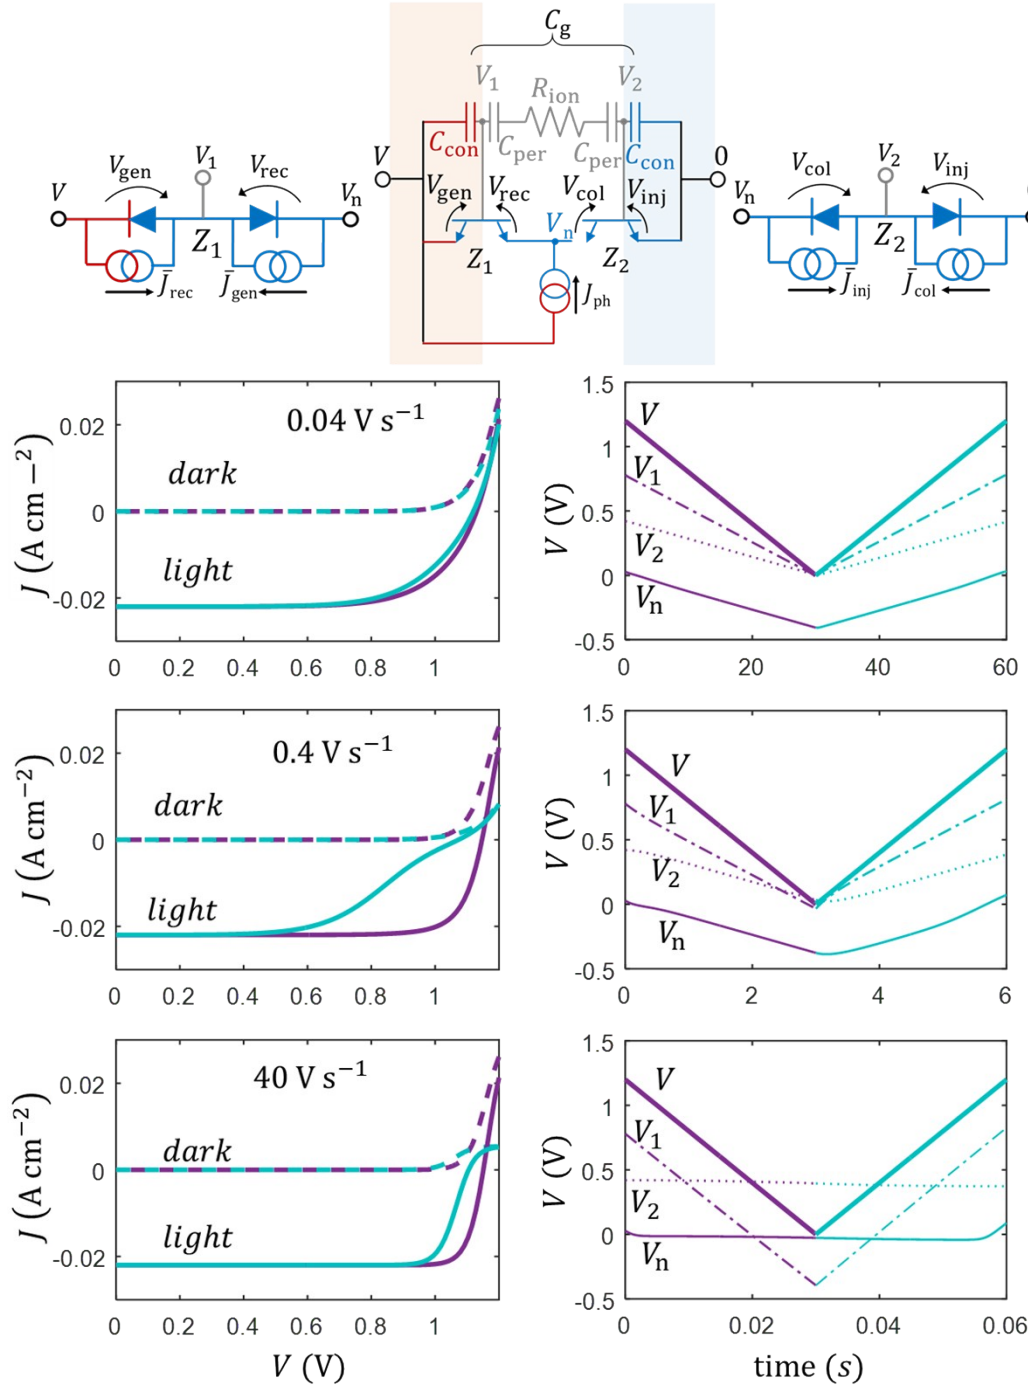 C_g
V_1 R_ion V_2
C_con C_per C_per C_con
V 0
V_gen V_rec V_col V_inj
Z_1 V_n Z_2
J_ph
V_gen V_1 V_rec
V V_n
Z_1
J̄_rec J̄_gen
V_col V_2 V_inj
V_n
Z_2
J̄_inj J̄_col
0.04 V s⁻¹
dark
light
J (A cm−2)
0.02
0
-0.02
0 0.2 0.4 0.6 0.8 1
V
V_1
V_2
V_n
V (V)
1.5
1
0.5
0
-0.5
0 20 40 60
0.4 V s⁻¹
dark
light
J (A cm⁻²)
0.02
0
-0.02
0 0.2 0.4 0.6 0.8 1
V
V_1
V_2
V_n
V (V)
1.5
1
0.5
0
-0.5
0 2 4 6
40 V s⁻¹
dark
light
J (A cm⁻²)
0.02
0
-0.02
0 0.2 0.4 0.6 0.8 1
V (V)
V
V_1
V_2
V_n
V (V)
1.5
1
0.5
0
-0.5
0 0.02 0.04 0.06
time (s)